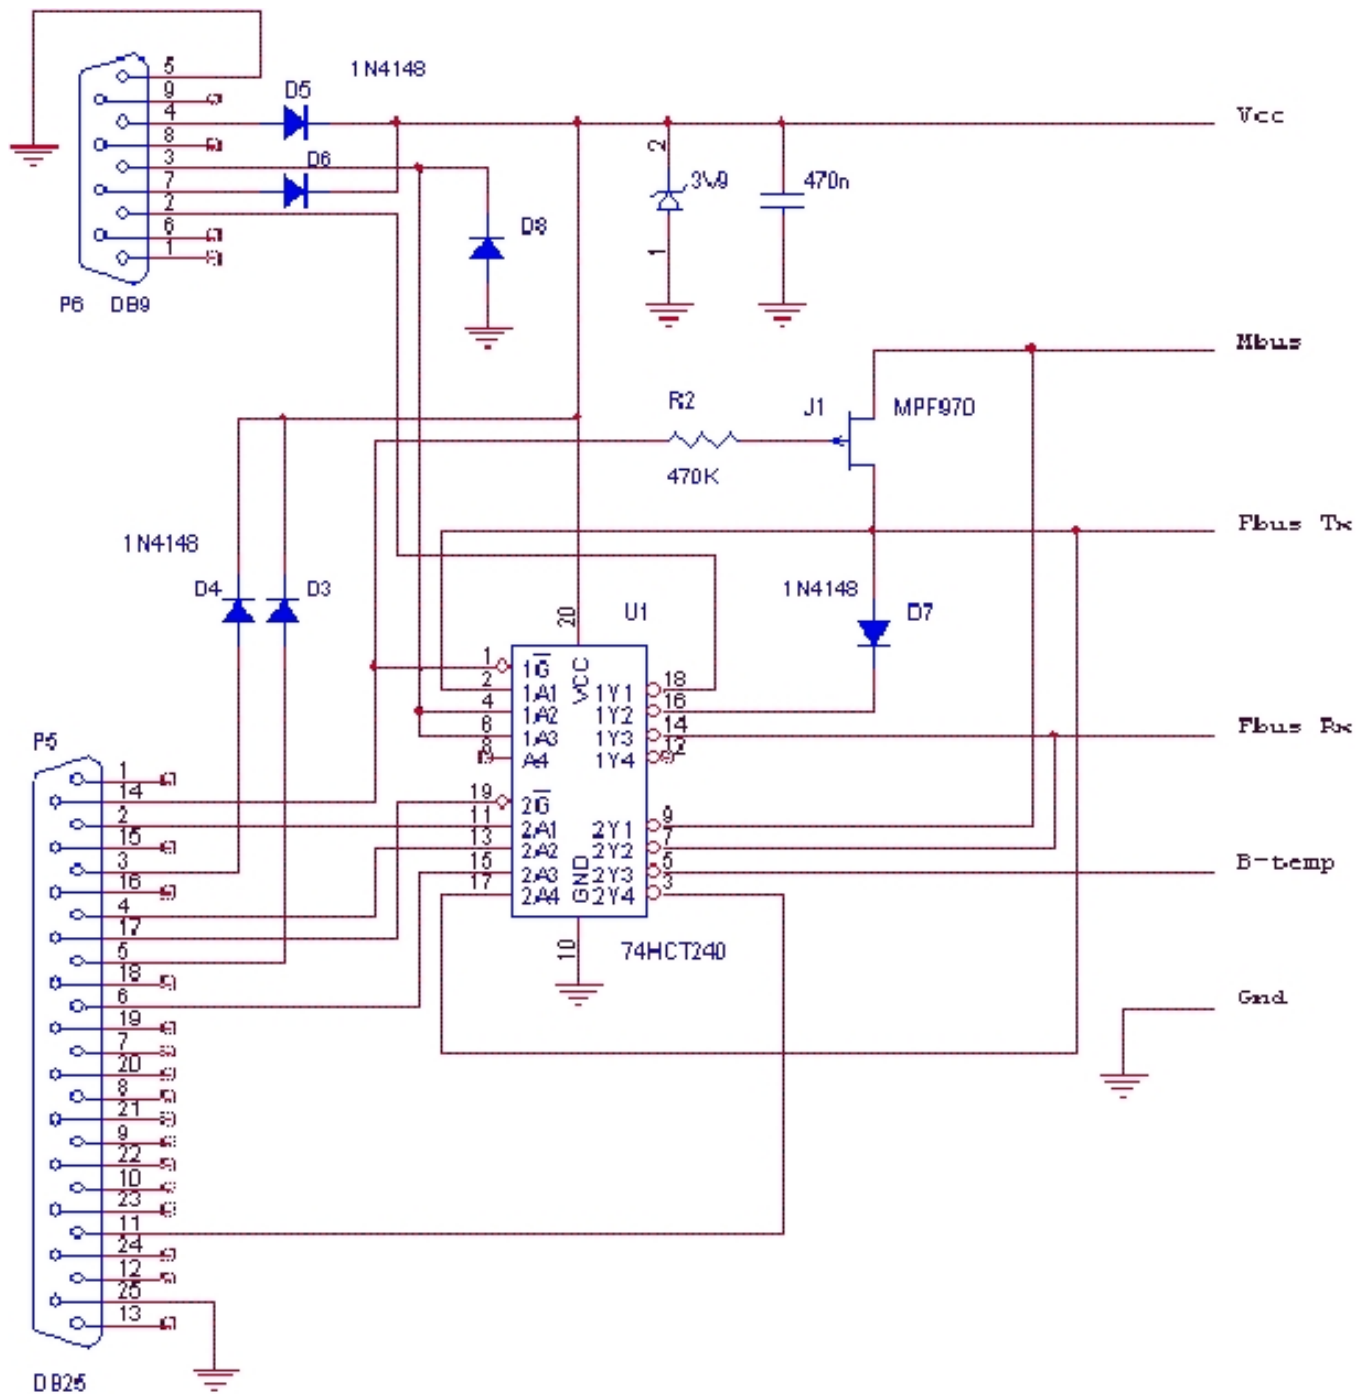 5
1N4148
9
D5
4
Vcc
8
2
3
D6
7
3V9
470n
2
6
D8
1
1
P6 DB9
Mbus
R2
J1
MPF970
470K
Fbus Tx
1N4148
D4
D3
1N4148
20
U1
D7
1
1G
VCC
2
1A1
1Y1
18
4
1A2
1Y2
16
6
1A3
1Y3
14
Fbus Rx
8
A4
1Y4
12
P5
1
14
19
2G
2
11
2A1
2Y1
9
15
13
2A2
2Y2
7
3
15
2A3
GND
2Y3
5
B-temp
16
17
2A4
2Y4
3
4
17
10
74HCT240
5
18
6
Gnd
19
7
20
8
21
9
22
10
23
11
24
12
25
13
DB25